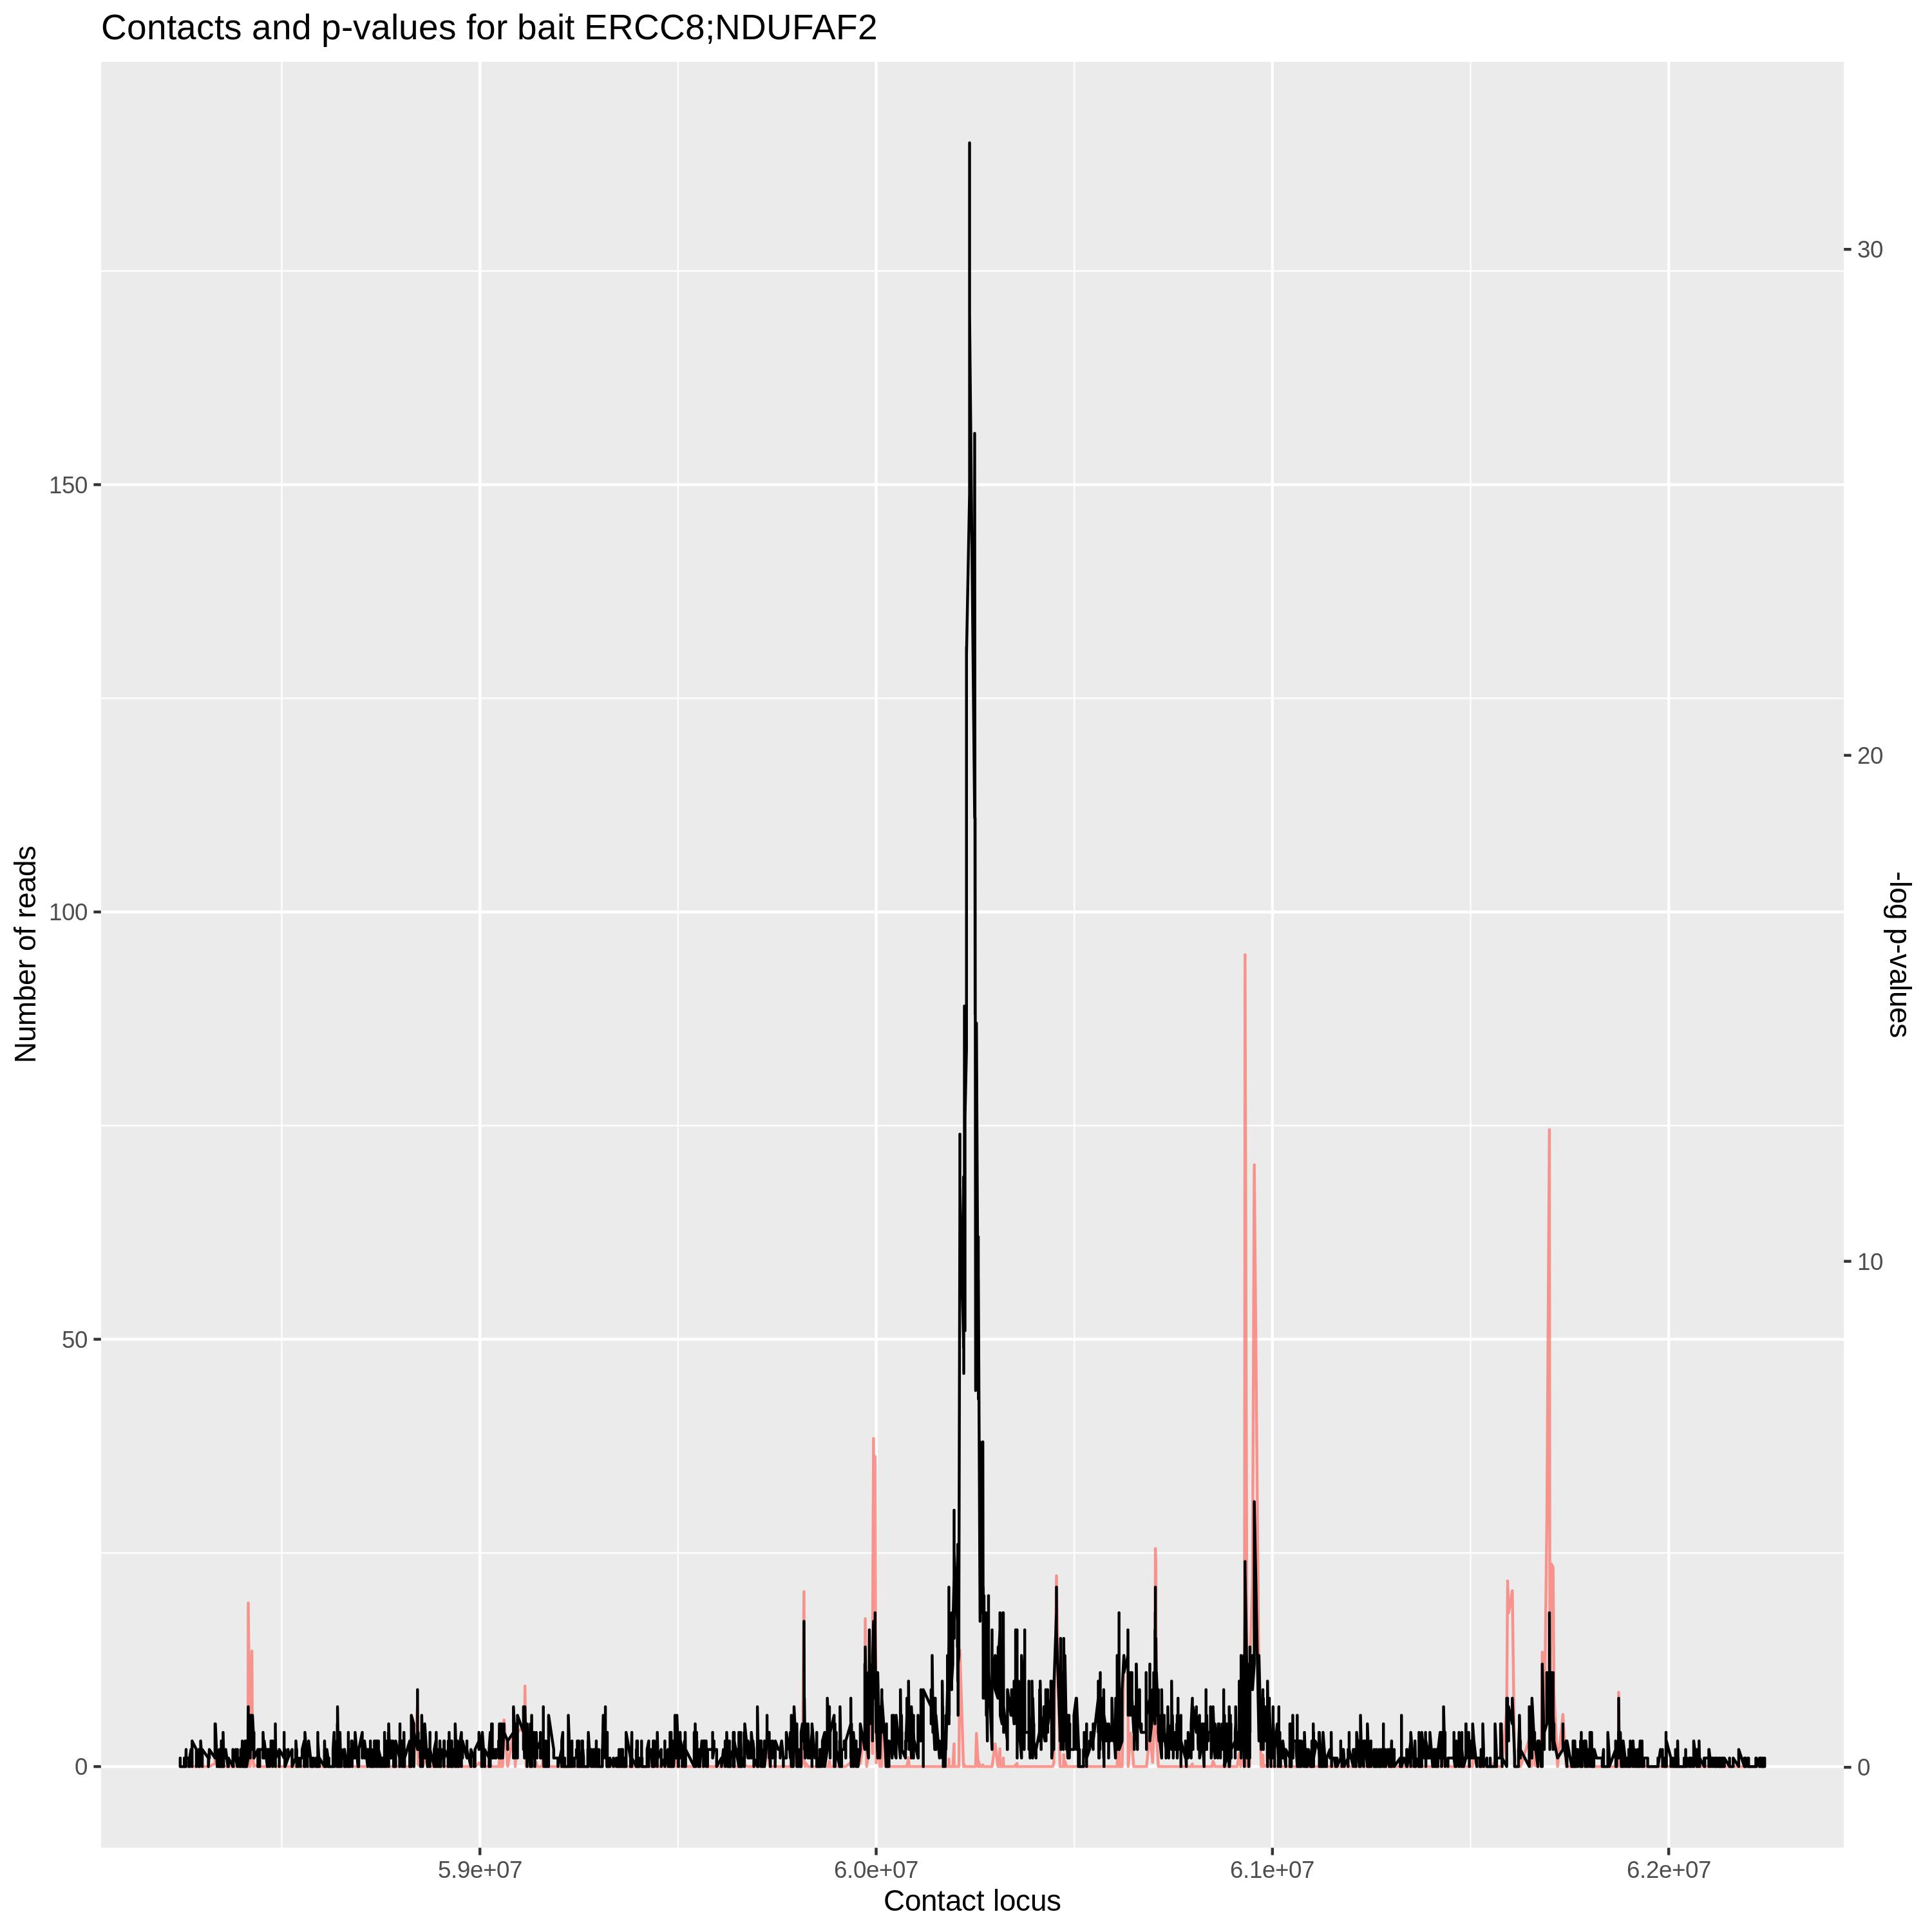 Contacts and p-values for bait ERCC8;NDUFAF2
Number of reads
150
100
50
0
30
20
10
0
-log p-values
5.9e+07 6.0e+07 6.1e+07 6.2e+07
Contact locus